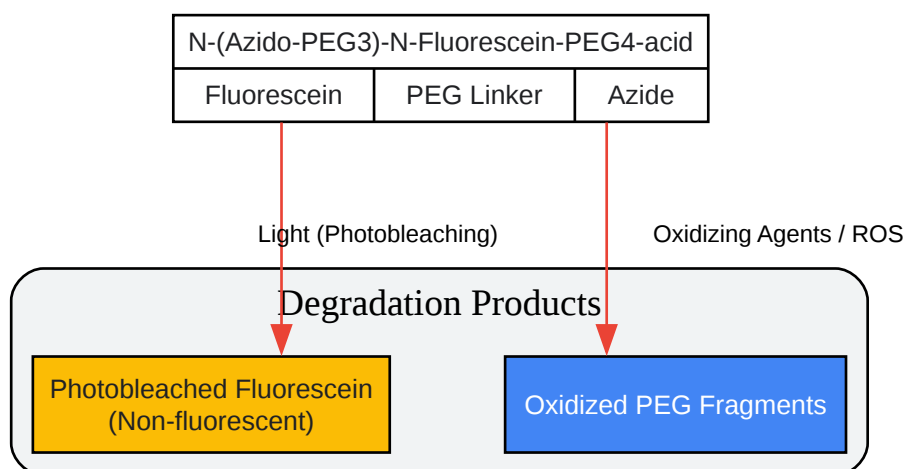 N-(Azido-PEG3)-N-Fluorescein-PEG4-acid
Fluorescein
PEG Linker
Azide
Light (Photobleaching)
Oxidizing Agents / ROS
Degradation Products
Photobleached Fluorescein
(Non-fluorescent)
Oxidized PEG Fragments